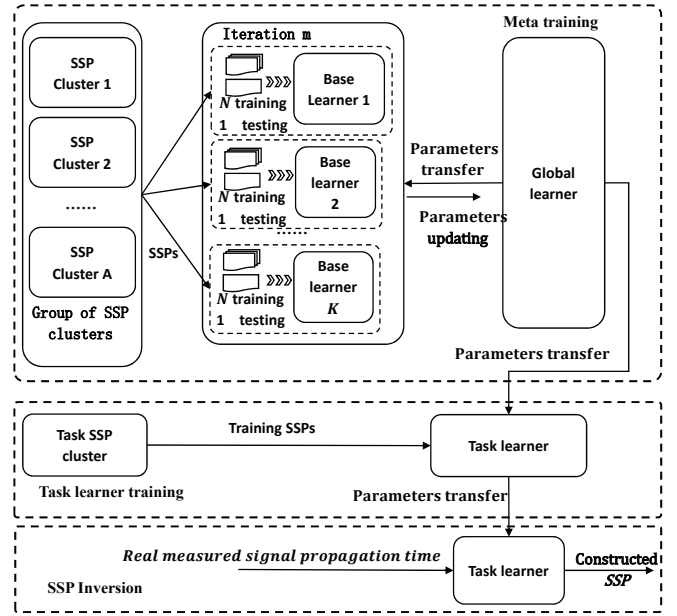 Meta training
SSP
Cluster 1
SSP
Cluster 2
......
SSP
Cluster A
Group of SSP
clusters
SSPs
Iteration m
N training
1 testing
Base
Learner 1
N training
1 testing
Base
learner
2
......
N training
1 testing
Base
learner
K
Parameters
transfer
Parameters
updating
Global
learner
Parameters transfer
Task SSP
cluster
Training SSPs
Task learner
Task learner training
Parameters transfer
Real measured signal propagation time
Task learner
Constructed
SSP
SSP Inversion